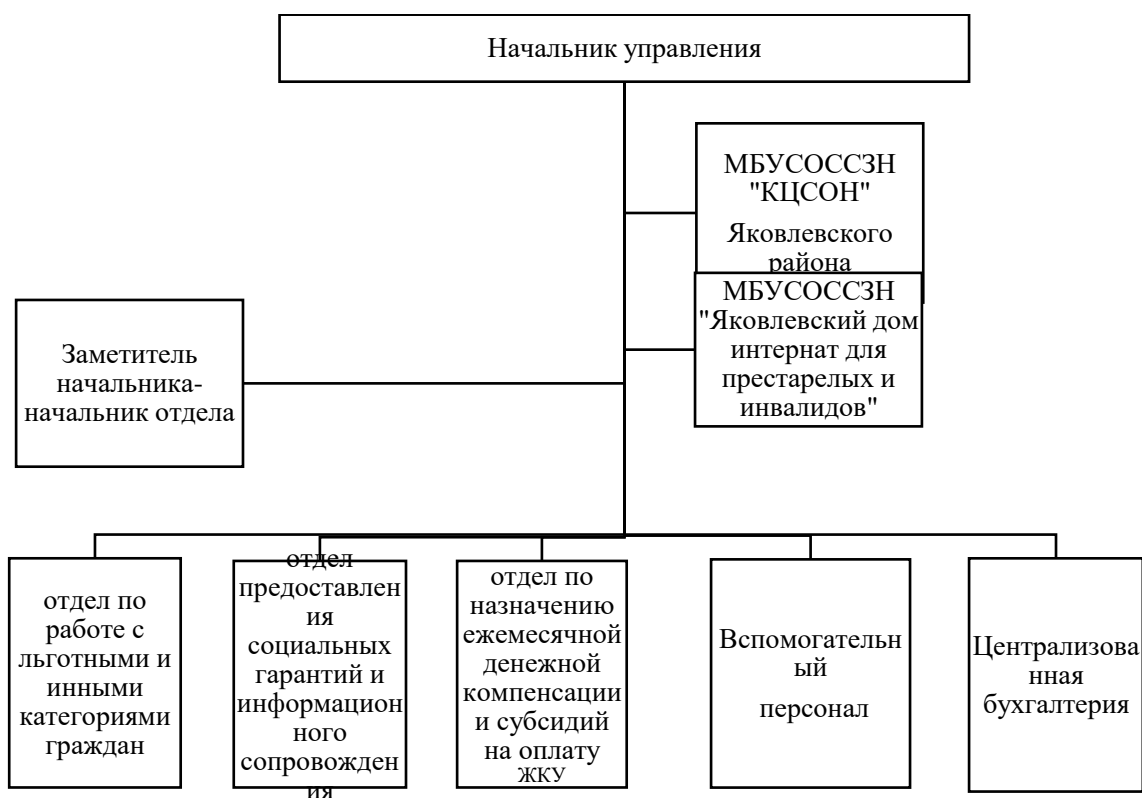 Начальник управления
МБУСОССЗН
"КЦСОН"
Яковлевского
района
МБУСОССЗН
"Яковлевский дом
интернат для
престарелых и
инвалидов"
Заметитель
начальника-
начальник отдела
отдел по
работе с
льготными и
инными
категориями
граждан
отдел
предоставлен
ия
социальных
гарантий и
информацион
ного
сопровожден
ия
отдел по
назначению
ежемесячной
денежной
компенсации
и субсидий
на оплату
ЖКУ
Вспомогательн
ый
персонал
Централизова
нная
бухгалтерия